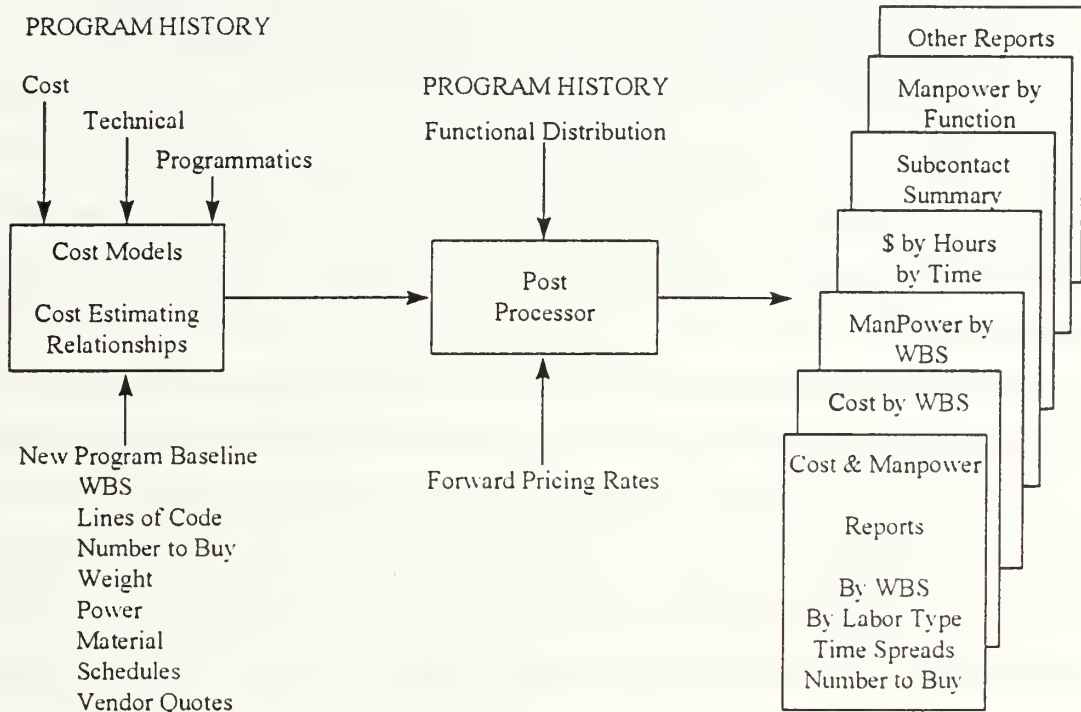 PROGRAM HISTORY
Cost
Technical
Programmatics
Cost Models
Cost Estimating
Relationships
New Program Baseline
WBS
Lines of Code
Number to Buy
Weight
Power
Material
Schedules
Vendor Quotes
PROGRAM HISTORY
Functional Distribution
Post
Processor
Forward Pricing Rates
Other Reports
Manpower by
Function
Subcontact
Summary
$ by Hours
by Time
ManPower by
WBS
Cost by WBS
Cost & Manpower
Reports
By WBS
By Labor Type
Time Spreads
Number to Buy